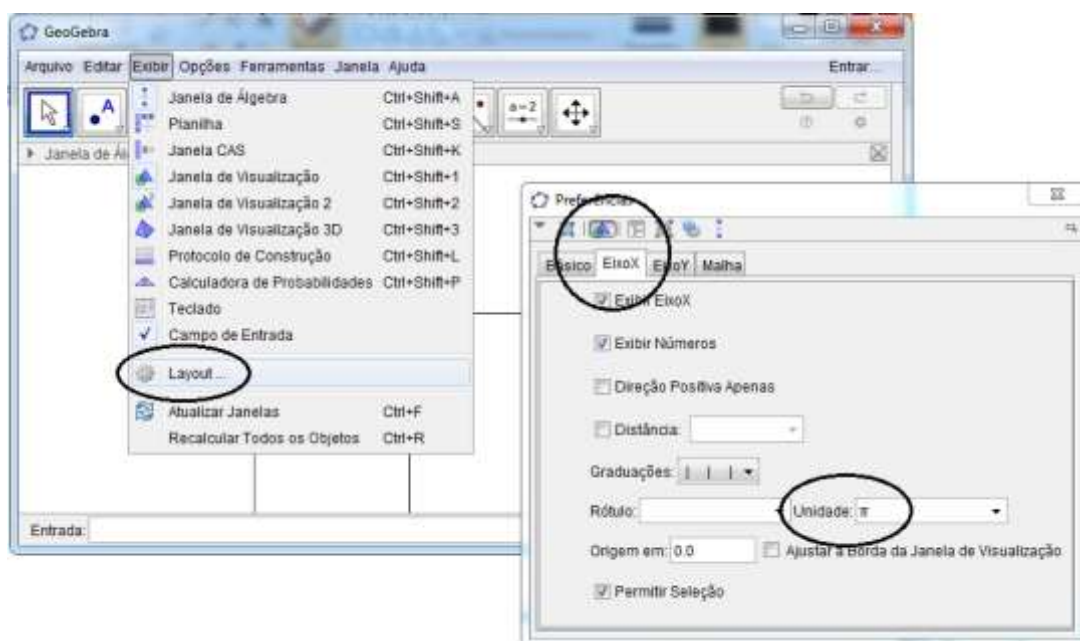 GeoGebra
Arquivo Editar Exibir Opções Ferramentas Janela Ajuda Entrar...
Janela de Álgebra Ctrl+Shift+A
Planilha Ctrl+Shift+S
Janela CAS Ctrl+Shift+K
Janela de Visualização Ctrl+Shift+1
Janela de Visualização 2 Ctrl+Shift+2
Janela de Visualização 3D Ctrl+Shift+3
Protocolo de Construção Ctrl+Shift+L
Calculadora de Probabilidades Ctrl+Shift+P
Teclado
Campo de Entrada
Layout ...
Atualizar Janelas Ctrl+F
Recalcular Todos os Objetos Ctrl+R
A
a=2
Janela de Ál
Entrada:
Preferências
Básico EixoX EixoY Malha
Exibir EixoX
Exibir Números
Direção Positiva Apenas
Distância:
Graduações:
Rótulo: Unidade: π
Origem em: 0.0 Ajustar à Borda da Janela de Visualização
Permitir Seleção